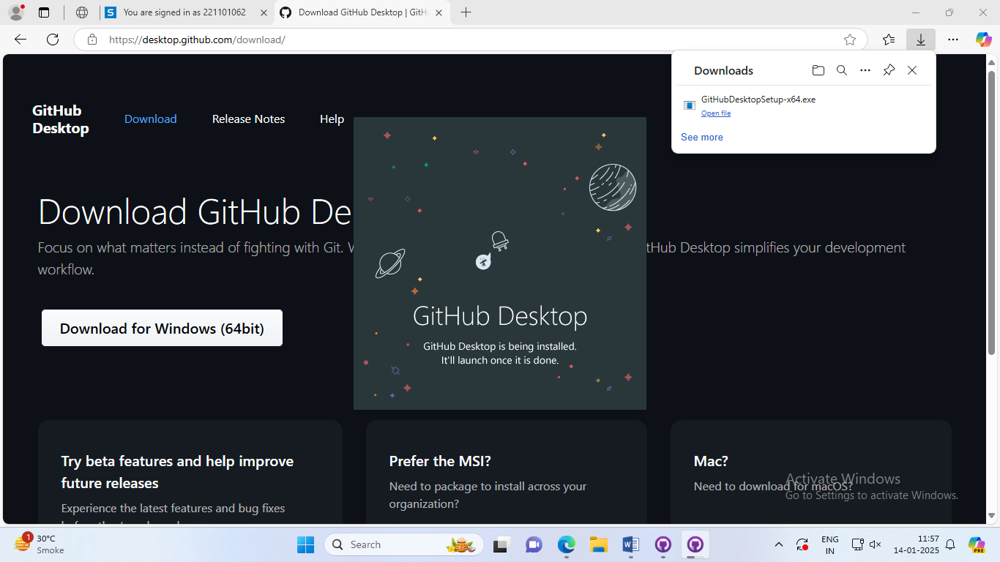 You are signed in as 221101062
Download GitHub Desktop | GitH
https://desktop.github.com/download/
Downloads
GitHubDesktopSetup-x64.exe
Open file
See more
GitHub
Desktop
Download
Release Notes
Help
Download GitHub De
Focus on what matters instead of fighting with Git. W
tHub Desktop simplifies your development
workflow.
Download for Windows (64bit)
GitHub Desktop
GitHub Desktop is being installed.
It'll launch once it is done.
Try beta features and help improve
future releases
Experience the latest features and bug fixes
Prefer the MSI?
Need to package to install across your
organization?
Mac?
Need to download for macOS?
Activate Windows
Go to Settings to activate Windows.
1
30°C
Smoke
Search
ENG
IN
11:57
14-01-2025
PRE